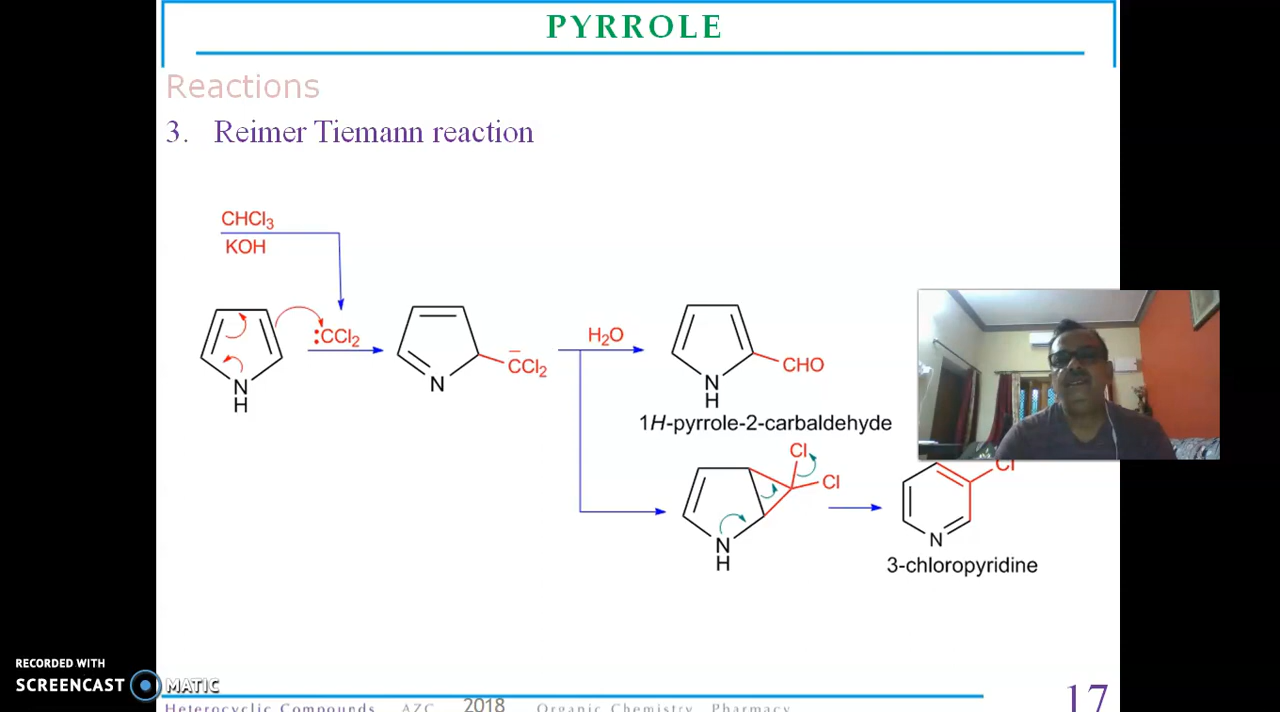 PYRROLE
Reactions
3. Reimer Tiemann reaction
CHCl3
KOH
:CCl2
N
H
N
CCl2
H2O
N
H
CHO
1H-pyrrole-2-carbaldehyde
Cl
Cl
N
H
Cl
N
3-chloropyridine
RECORDED WITH
SCREENCAST MATIC
Heterocyclic Compounds AZC 2018 Organic Chemistry Pharmacy
17